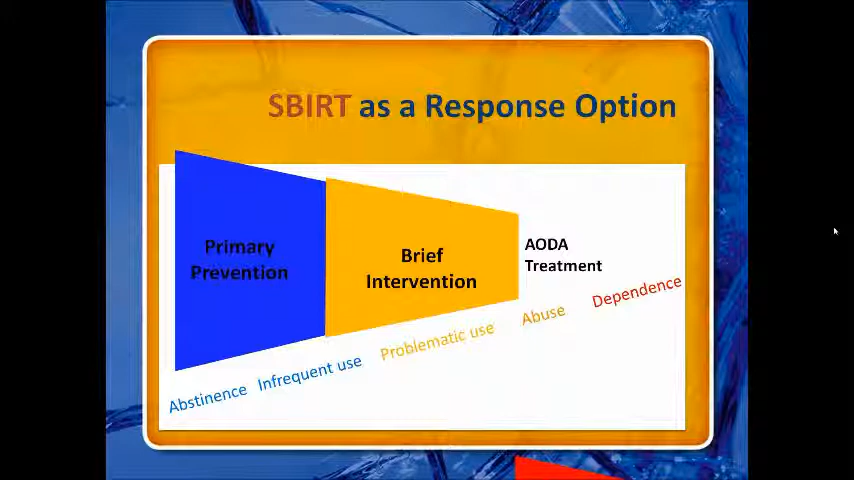 SBIRT as a Response Option
Primary
Prevention
Brief
Intervention
AODA
Treatment
Abstinence
Infrequent use
Problematic use
Abuse
Dependence